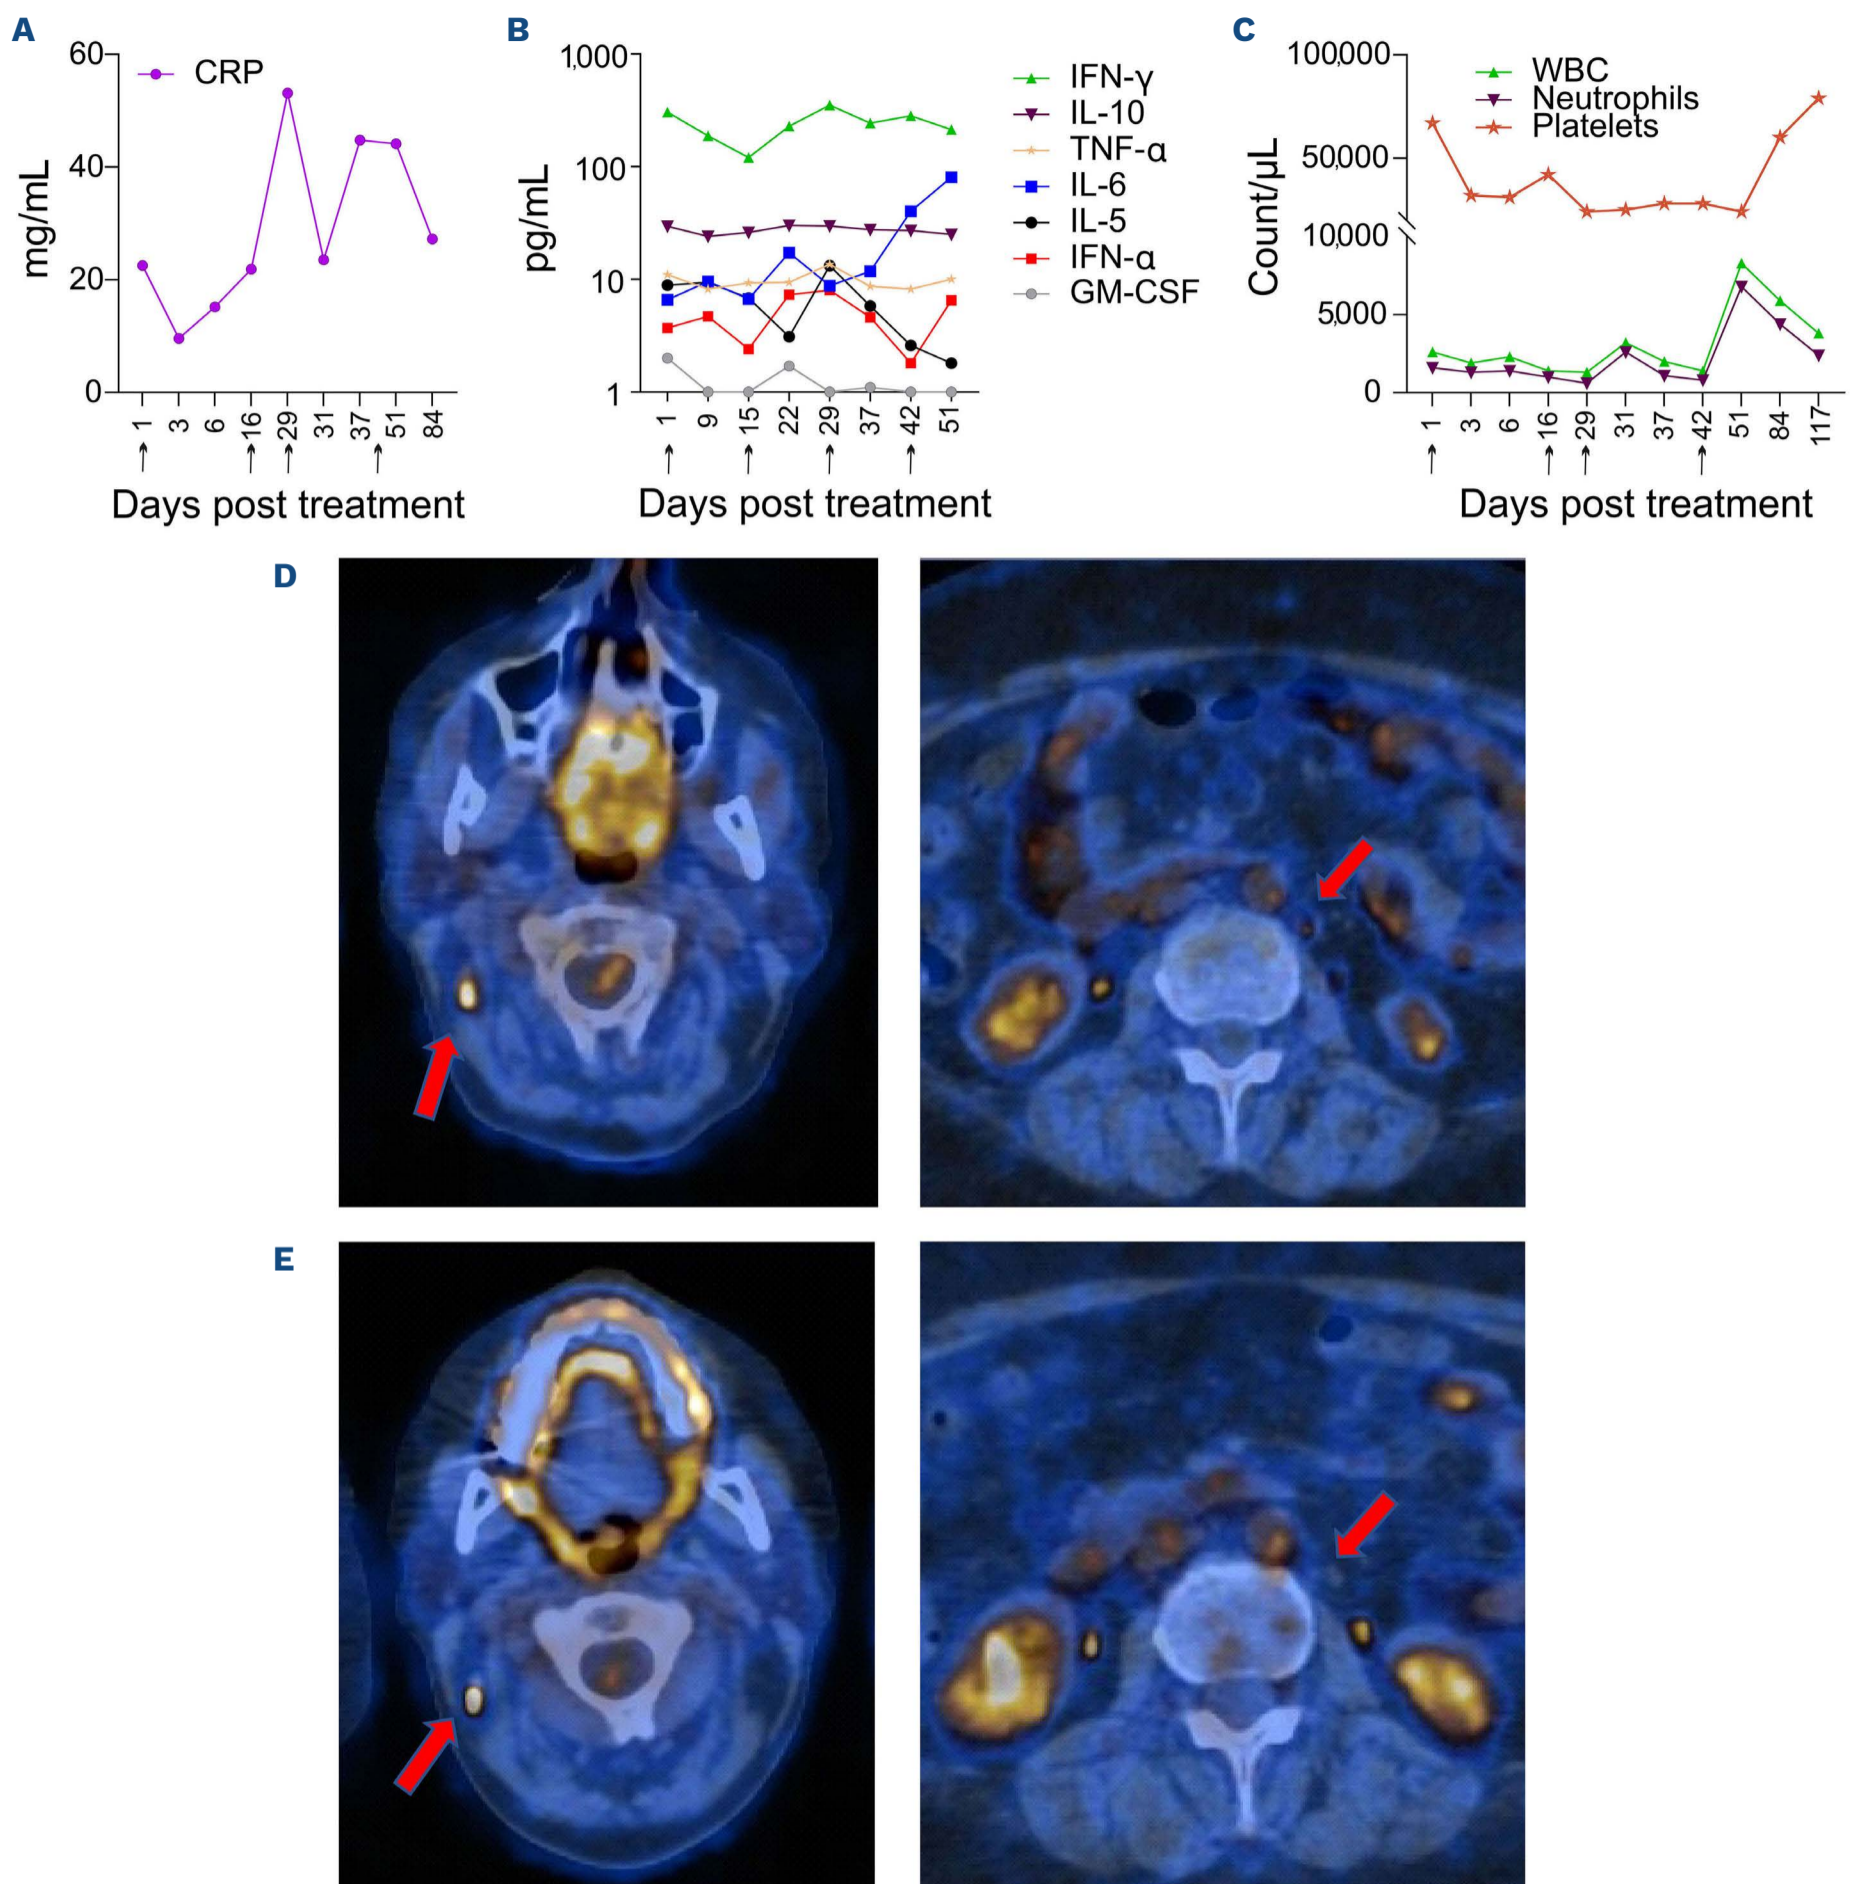 A
60
40
20
0
mg/mL
CRP
1
3
6
16
29
31
37
51
84
Days post treatment
B
1,000
100
10
1
pg/mL
IFN-γ
IL-10
TNF-α
IL-6
IL-5
IFN-α
GM-CSF
1
9
15
22
29
37
42
51
Days post treatment
C
100,000
50,000
10,000
5,000
0
Count/µL
WBC
Neutrophils
Platelets
1
3
6
16
29
31
37
42
51
84
117
Days post treatment
D
E